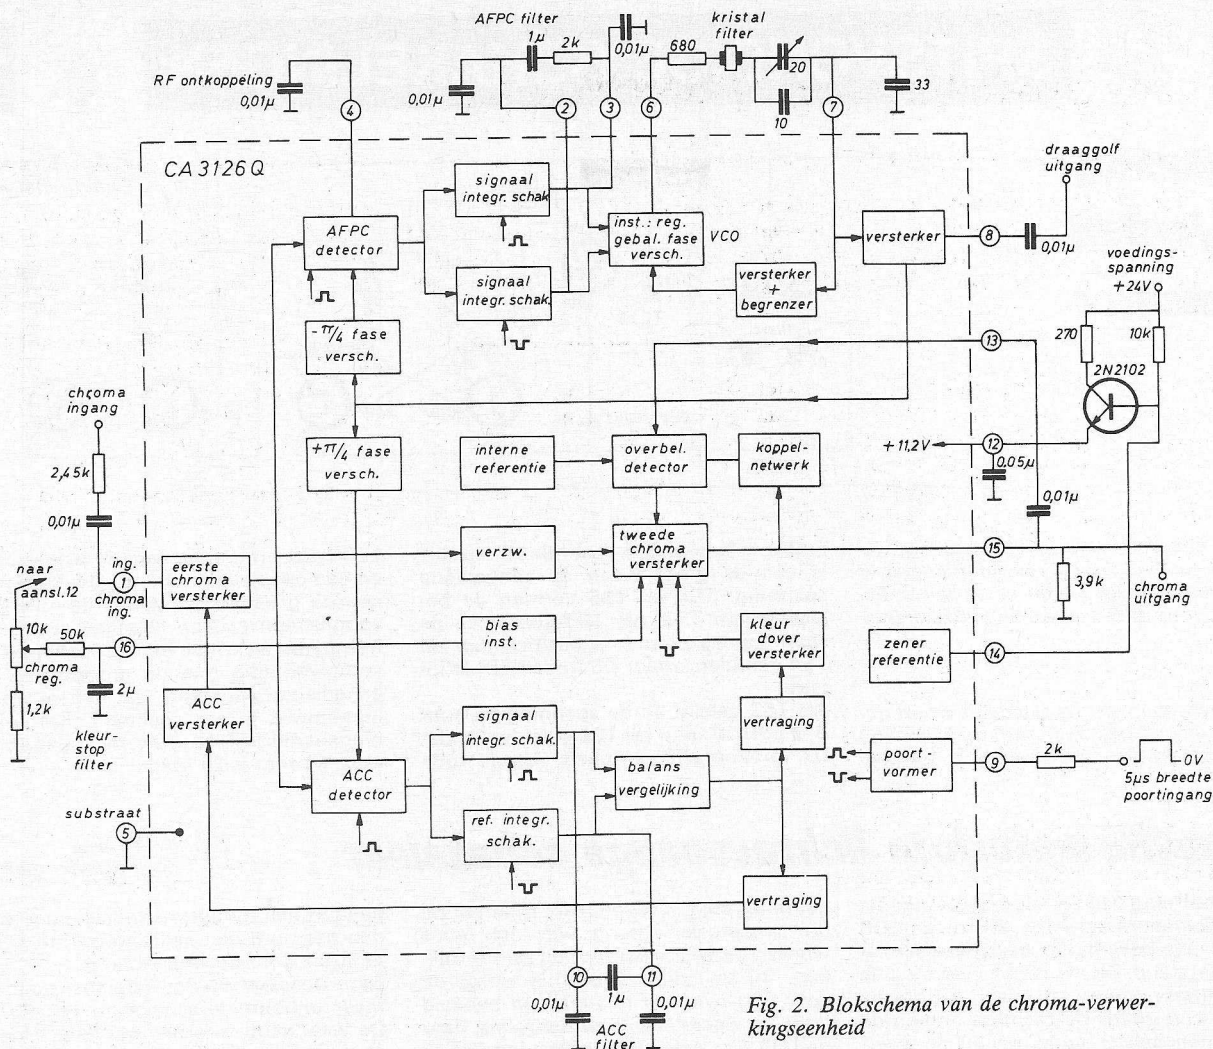 AFPC filter
1μ
2k
0,01μ
680
kristal
filter
20
10
33
RF ontkoppeling
0,01μ
0,01μ
4
2
3
6
7
CA3126Q
draaggolf
uitgang
signaal
integr. schak.
AFPC
detector
inst.: reg.
gebal. fase
versch.
VCO
versterker
8
0,01μ
signaal
integr. schak.
versterker
+
begrenzer
voedings-
spanning
+24V
-π/4 fase
versch.
13
270
10k
2N2102
chroma
ingang
+π/4 fase
versch.
interne
referentie
overbel.
detector
koppel-
netwerk
+11,2V
12
0,05μ
2,45k
0,01μ
0,01μ
naar
aansl.12
ing.
1
chroma
ing.
eerste
chroma
versterker
verzw.
tweede
chroma
versterker
15
3,9k
chroma
uitgang
10k
50k
16
bias
inst.
kleur
dover
versterker
zener
referentie
14
chroma
reg.
2μ
1,2k
kleur-
stop
filter
ACC
versterker
signaal
integr. schak.
vertraging
ACC
detector
balans
vergelijking
poort-
vormer
9
2k
0V
5μs breedte
poortingang
substraat
5
ref. integr.
schak.
vertraging
10
11
1μ
0,01μ
0,01μ
ACC
filter
Fig. 2. Blokschema van de chroma-verwer-
kingseenheid